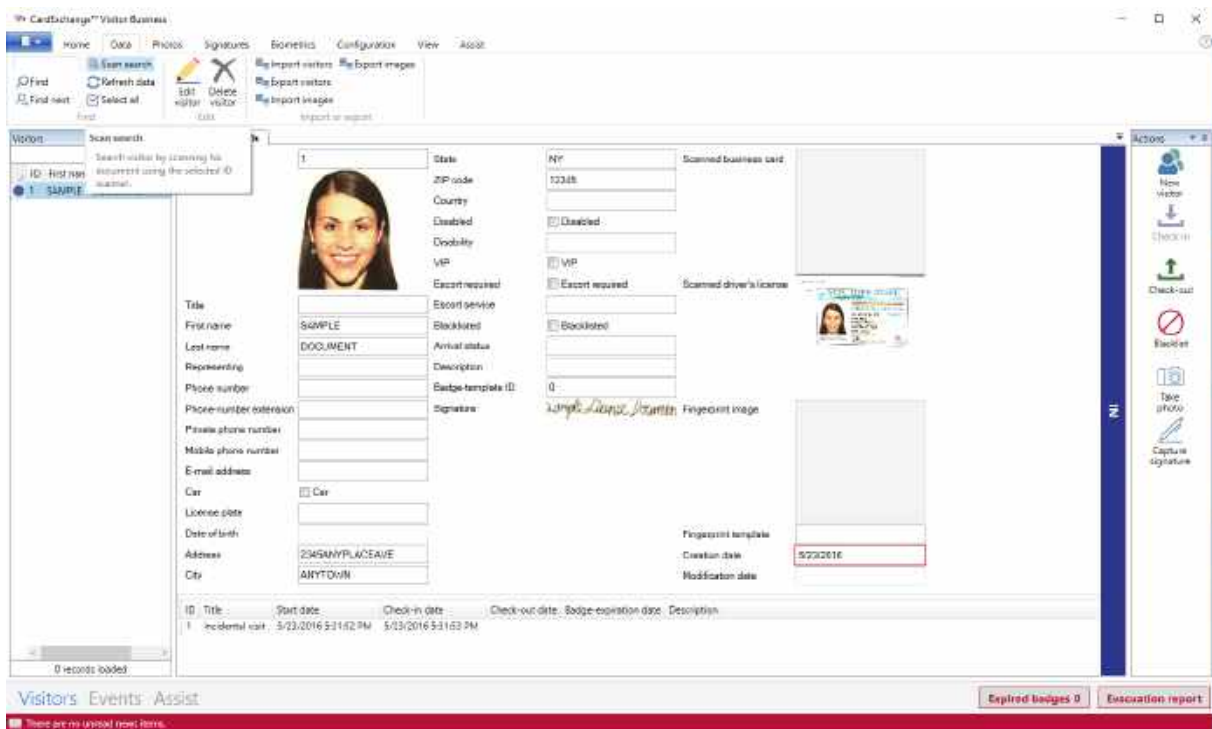 CardExchange™ Visitor Business
Home Data Photos Signatures Biometrics Configuration View Assist
Find
Find next
Scan search
Refresh data
Select all
Find
Edit visitor
Delete visitor
Edit
Import visitors
Export visitors
Import images
Export images
Import or export
Visitors
Scan search
Search visitor by scanning his
document using the selected ID
scanner.
ID First nam
1 SAMPLE
0 records loaded
1
Title
First name SAMPLE
Last name DOCUMENT
Representing
Phone number
Phone-number extension
Private phone number
Mobile phone number
E-mail address
Car Car
License plate
Date of birth
Address 2345ANYPLACEAVE
City ANYTOWN
State NY
ZIP code 12345
Country
Disabled Disabled
Disability
VIP VIP
Escort required Escort required
Escort service
Blacklisted Blacklisted
Arrival status
Description
Badge-template ID 0
Signature
Scanned business card
Scanned driver's license
Fingerprint image
Fingerprint template
Creation date 5/23/2016
Modification date
ID Title Start date Check-in date Check-out date Badge-expiration date Description
1 Incidental visit 5/23/2016 5:31:52 PM 5/23/2016 5:31:53 PM
IN
Actions
New visitor
Check-in
Check-out
Blacklist
Take photo
Capture signature
Visitors Events Assist
Expired badges 0
Evacuation report
There are no unread news items.